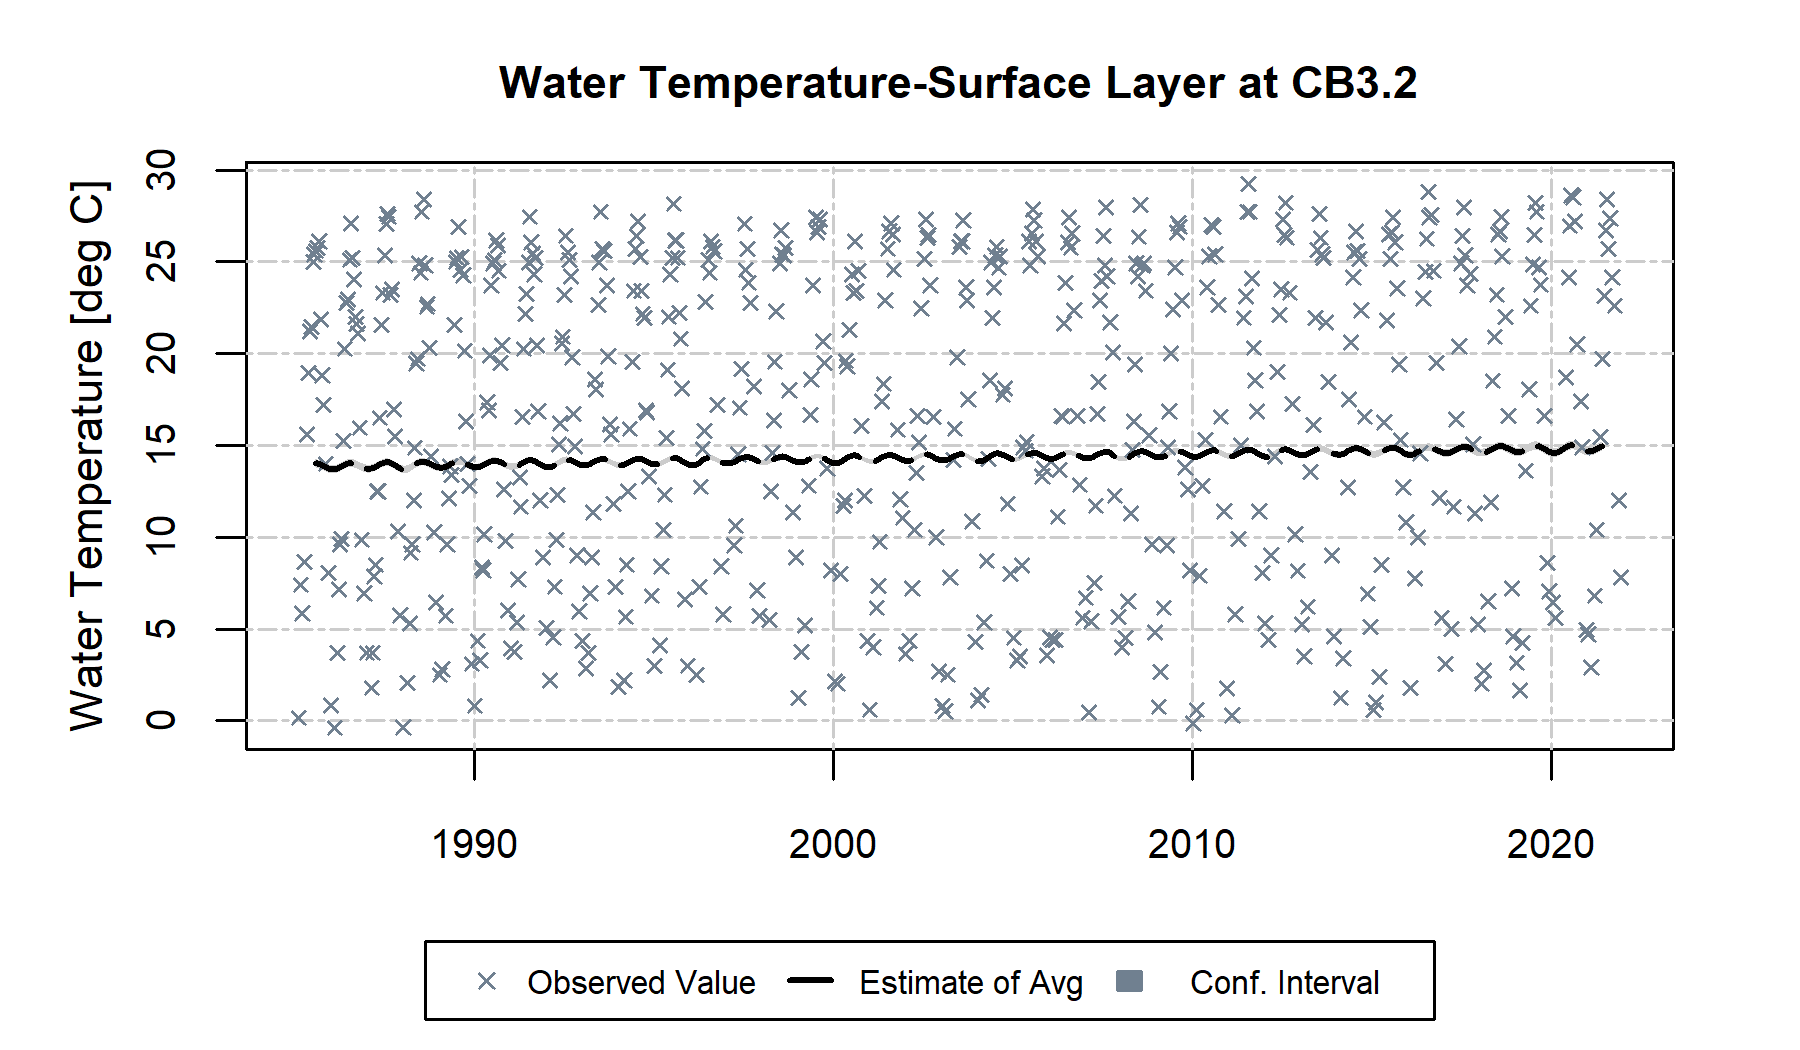 Water Temperature-Surface Layer at CB3.2
Water Temperature [deg C]
30
25
20
15
10
5
0
1990 2000 2010 2020
Observed Value Estimate of Avg Conf. Interval